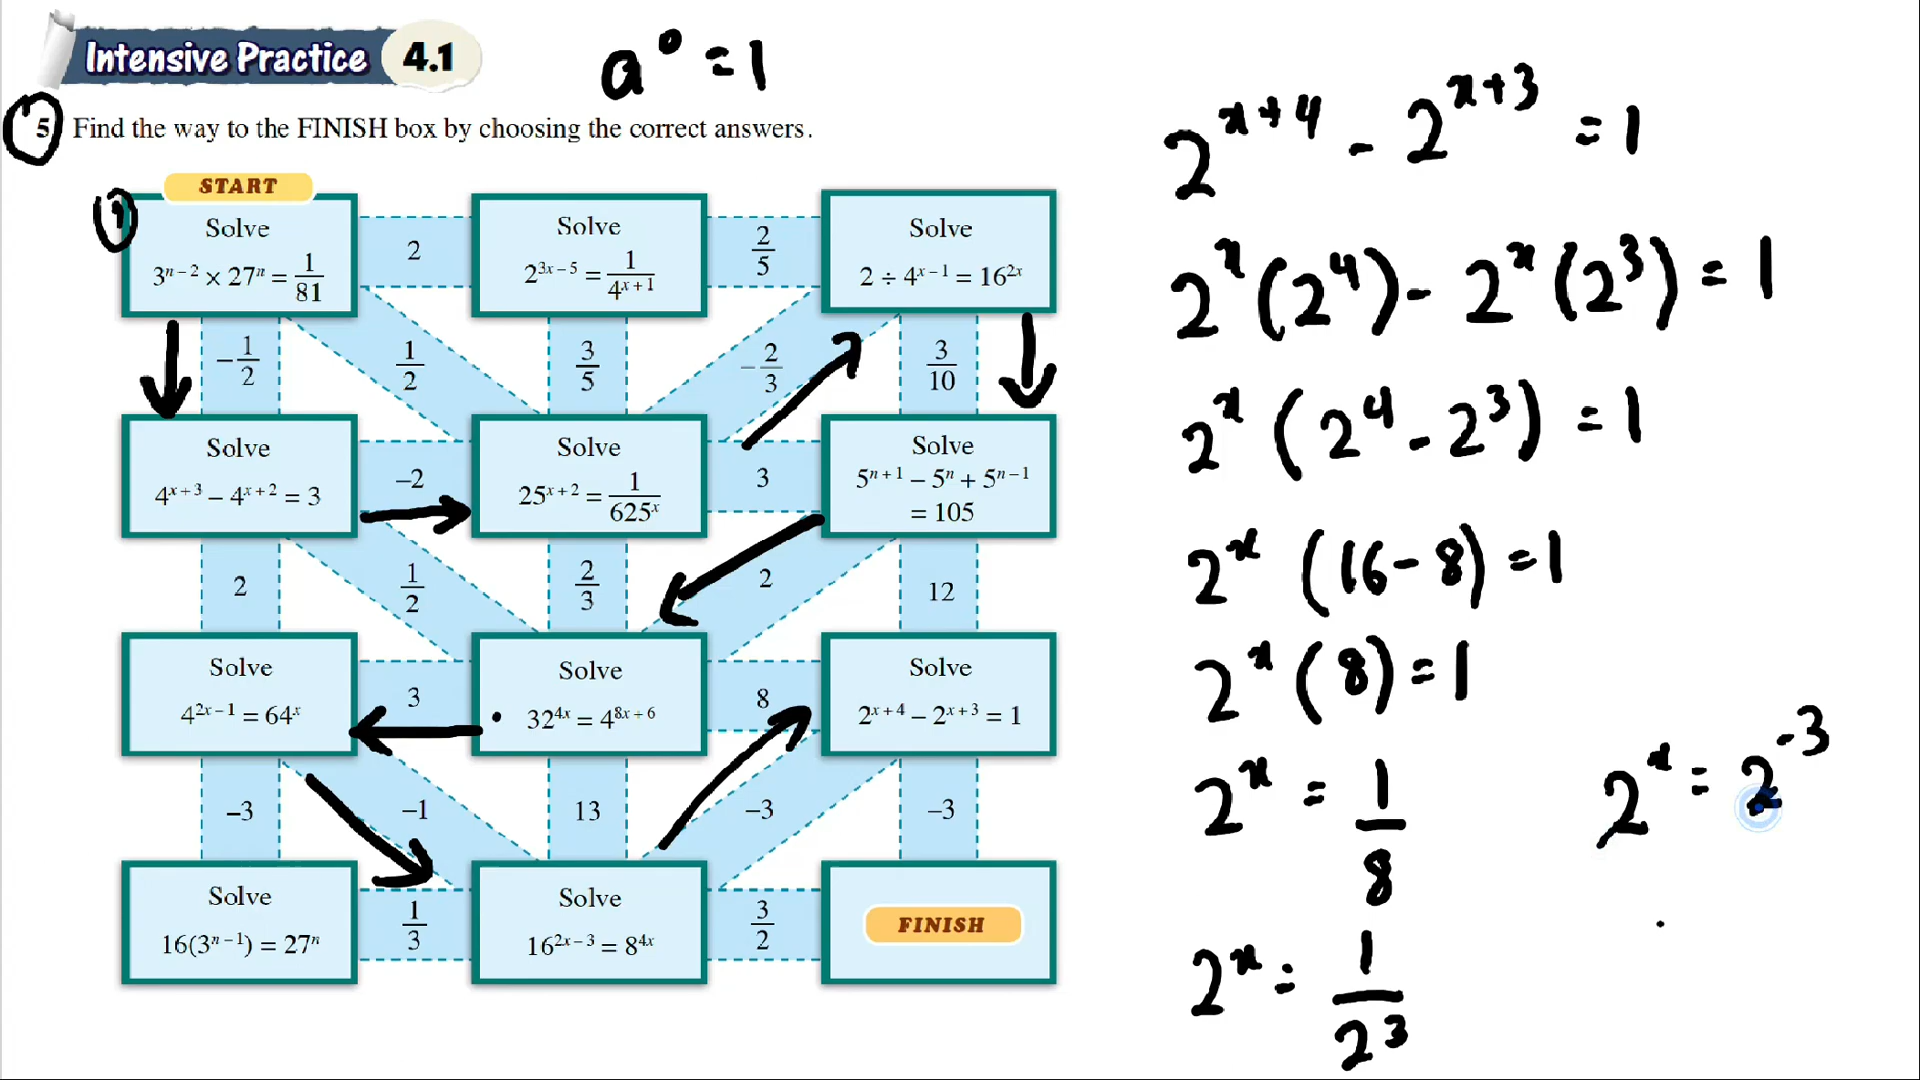 Intensive Practice 4.1
a⁰ = 1
5. Find the way to the FINISH box by choosing the correct answers.
START
1
Solve
3ⁿ⁻² × 27ⁿ = 1/81
2
Solve
2³ˣ⁻⁵ = 1/4ˣ⁺¹
2/5
Solve
2 ÷ 4ˣ⁻¹ = 16²ˣ
–1/2
1/2
3/5
–2/3
3/10
Solve
4ˣ⁺³ – 4ˣ⁺² = 3
–2
Solve
25ˣ⁺² = 1/625ˣ
3
Solve
5ⁿ⁺¹ – 5ⁿ + 5ⁿ⁻¹
= 105
2
1/2
2/3
2
12
Solve
4²ˣ⁻¹ = 64ˣ
3
Solve
32⁴ˣ = 4⁸ˣ⁺⁶
8
Solve
2ˣ⁺⁴ – 2ˣ⁺³ = 1
–3
–1
13
–3
–3
Solve
16(3ⁿ⁻¹) = 27ⁿ
1/3
Solve
16²ˣ⁻³ = 8⁴ˣ
3/2
FINISH
2ˣ⁺⁴ - 2ˣ⁺³ = 1
2ˣ(2⁴) - 2ˣ(2³) = 1
2ˣ(2⁴ - 2³) = 1
2ˣ(16 - 8) = 1
2ˣ(8) = 1
2ˣ = 1/8
2ˣ = 1/2³
2ˣ = 2⁻³